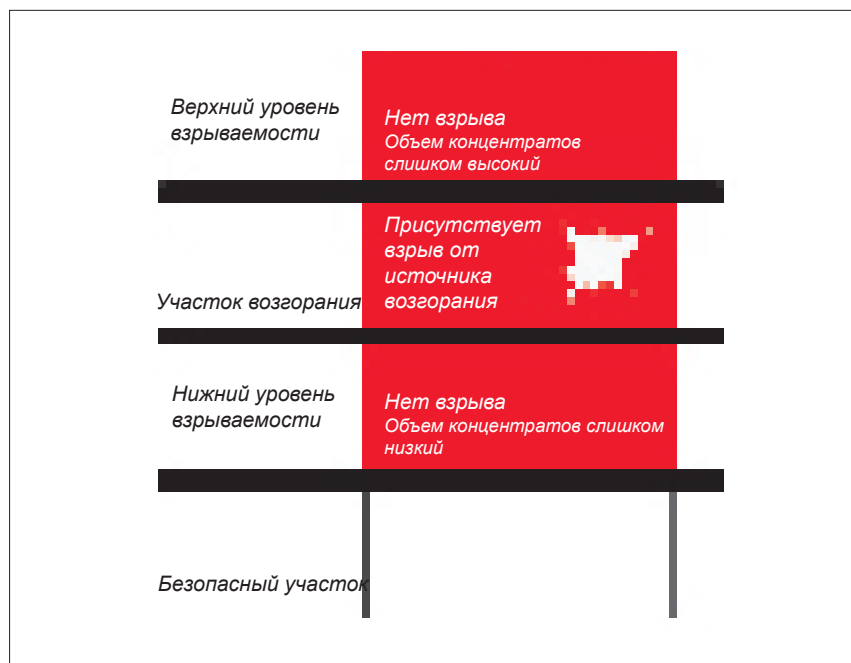 Верхний уровень
взрываемости
Нет взрыва
Объем концентратов
слишком высокий
Присутствует
взрыв от
источника
возгорания
Участок возгорания
Нижний уровень
взрываемости
Нет взрыва
Объем концентратов слишком
низкий
Безопасный участок